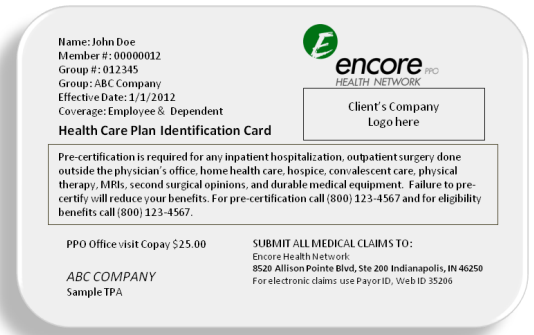 Name: John Doe
Member #: 00000012
Group #: 012345
Group: ABC Company
Effective Date: 1/1/2012
Coverage: Employee & Dependent
Health Care Plan Identification Card
E
encore PPO
HEALTH NETWORK
Client's Company
Logo here
Pre-certification is required for any inpatient hospitalization, outpatient surgery done
outside the physician's office, home health care, hospice, convalescent care, physical
therapy, MRIs, second surgical opinions, and durable medical equipment. Failure to pre-
certify will reduce your benefits. For pre-certification call (800) 123-4567 and for eligibility
benefits call (800) 123-4567.
PPO Office visit Copay $25.00
ABC COMPANY
Sample TPA
SUBMIT ALL MEDICAL CLAIMS TO:
Encore Health Network
8520 Allison Pointe Blvd, Ste 200 Indianapolis, IN 46250
For electronic claims use Payor ID, Web ID 35206